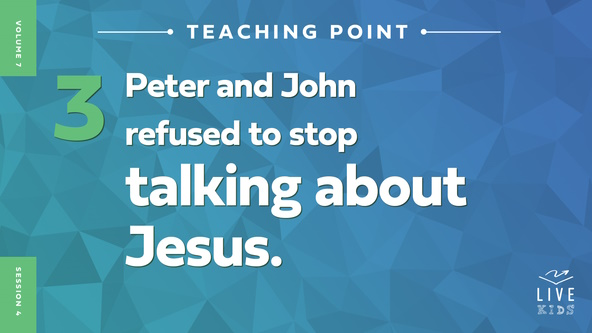 VOLUME 7
TEACHING POINT
3
Peter and John
refused to stop
talking about
Jesus.
SESSION 4
LIVE
KIDS